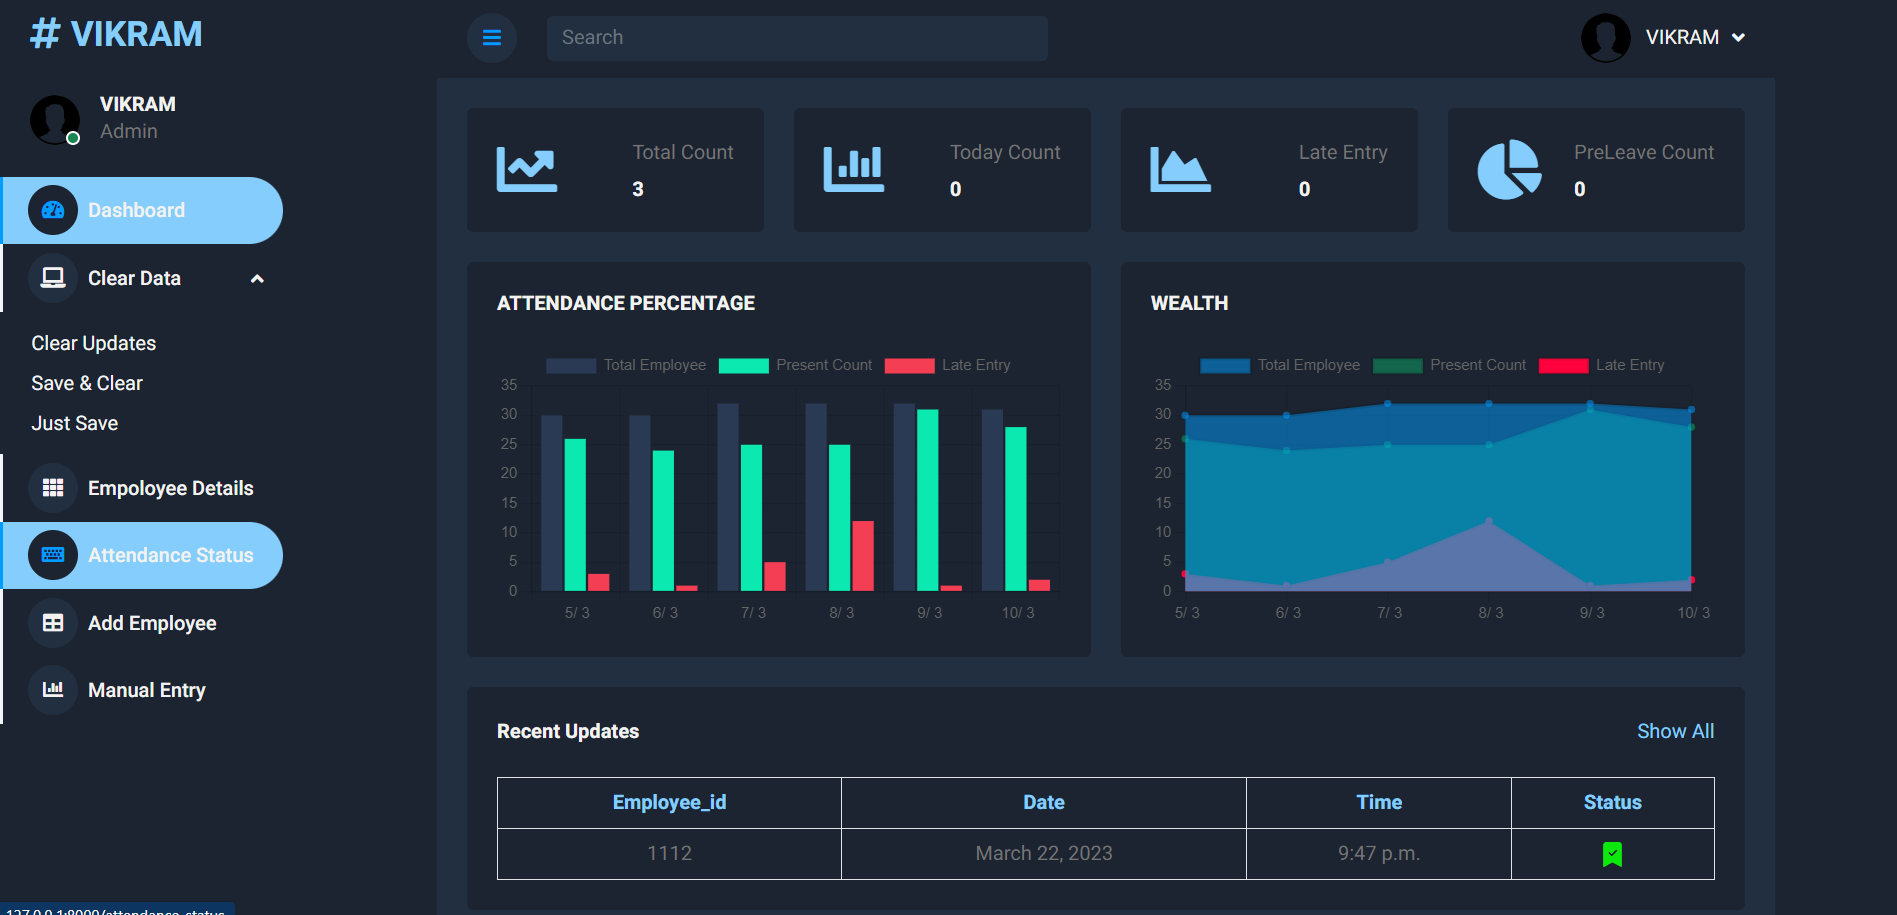 # VIKRAM
Search
VIKRAM
VIKRAM
Admin
Dashboard
Clear Data
Clear Updates
Save & Clear
Just Save
Empoloyee Details
Attendance Status
Add Employee
Manual Entry
Total Count
3
Today Count
0
Late Entry
0
PreLeave Count
0
ATTENDANCE PERCENTAGE
Total Employee Present Count Late Entry
35
30
25
20
15
10
5
0
5/ 3 6/ 3 7/ 3 8/ 3 9/ 3 10/ 3
WEALTH
Total Employee Present Count Late Entry
35
30
25
20
15
10
5
0
5/ 3 6/ 3 7/ 3 8/ 3 9/ 3 10/ 3
Recent Updates
Show All
Employee_id Date Time Status
1112 March 22, 2023 9:47 p.m.
127.0.0.1:8000/attendance_status